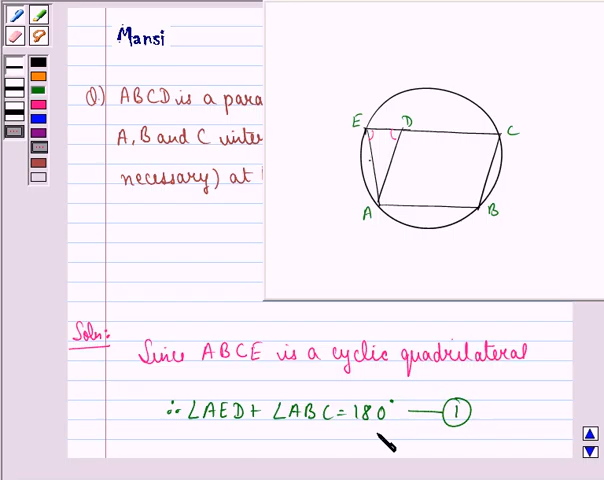 Mansi
Q) ABCD is a para
A, B and C inter
necessary) at
E D C
A B
Soln:
Since ABCE is a cyclic quadrilateral
∴ ∠AED + ∠ABC = 180° —— ①